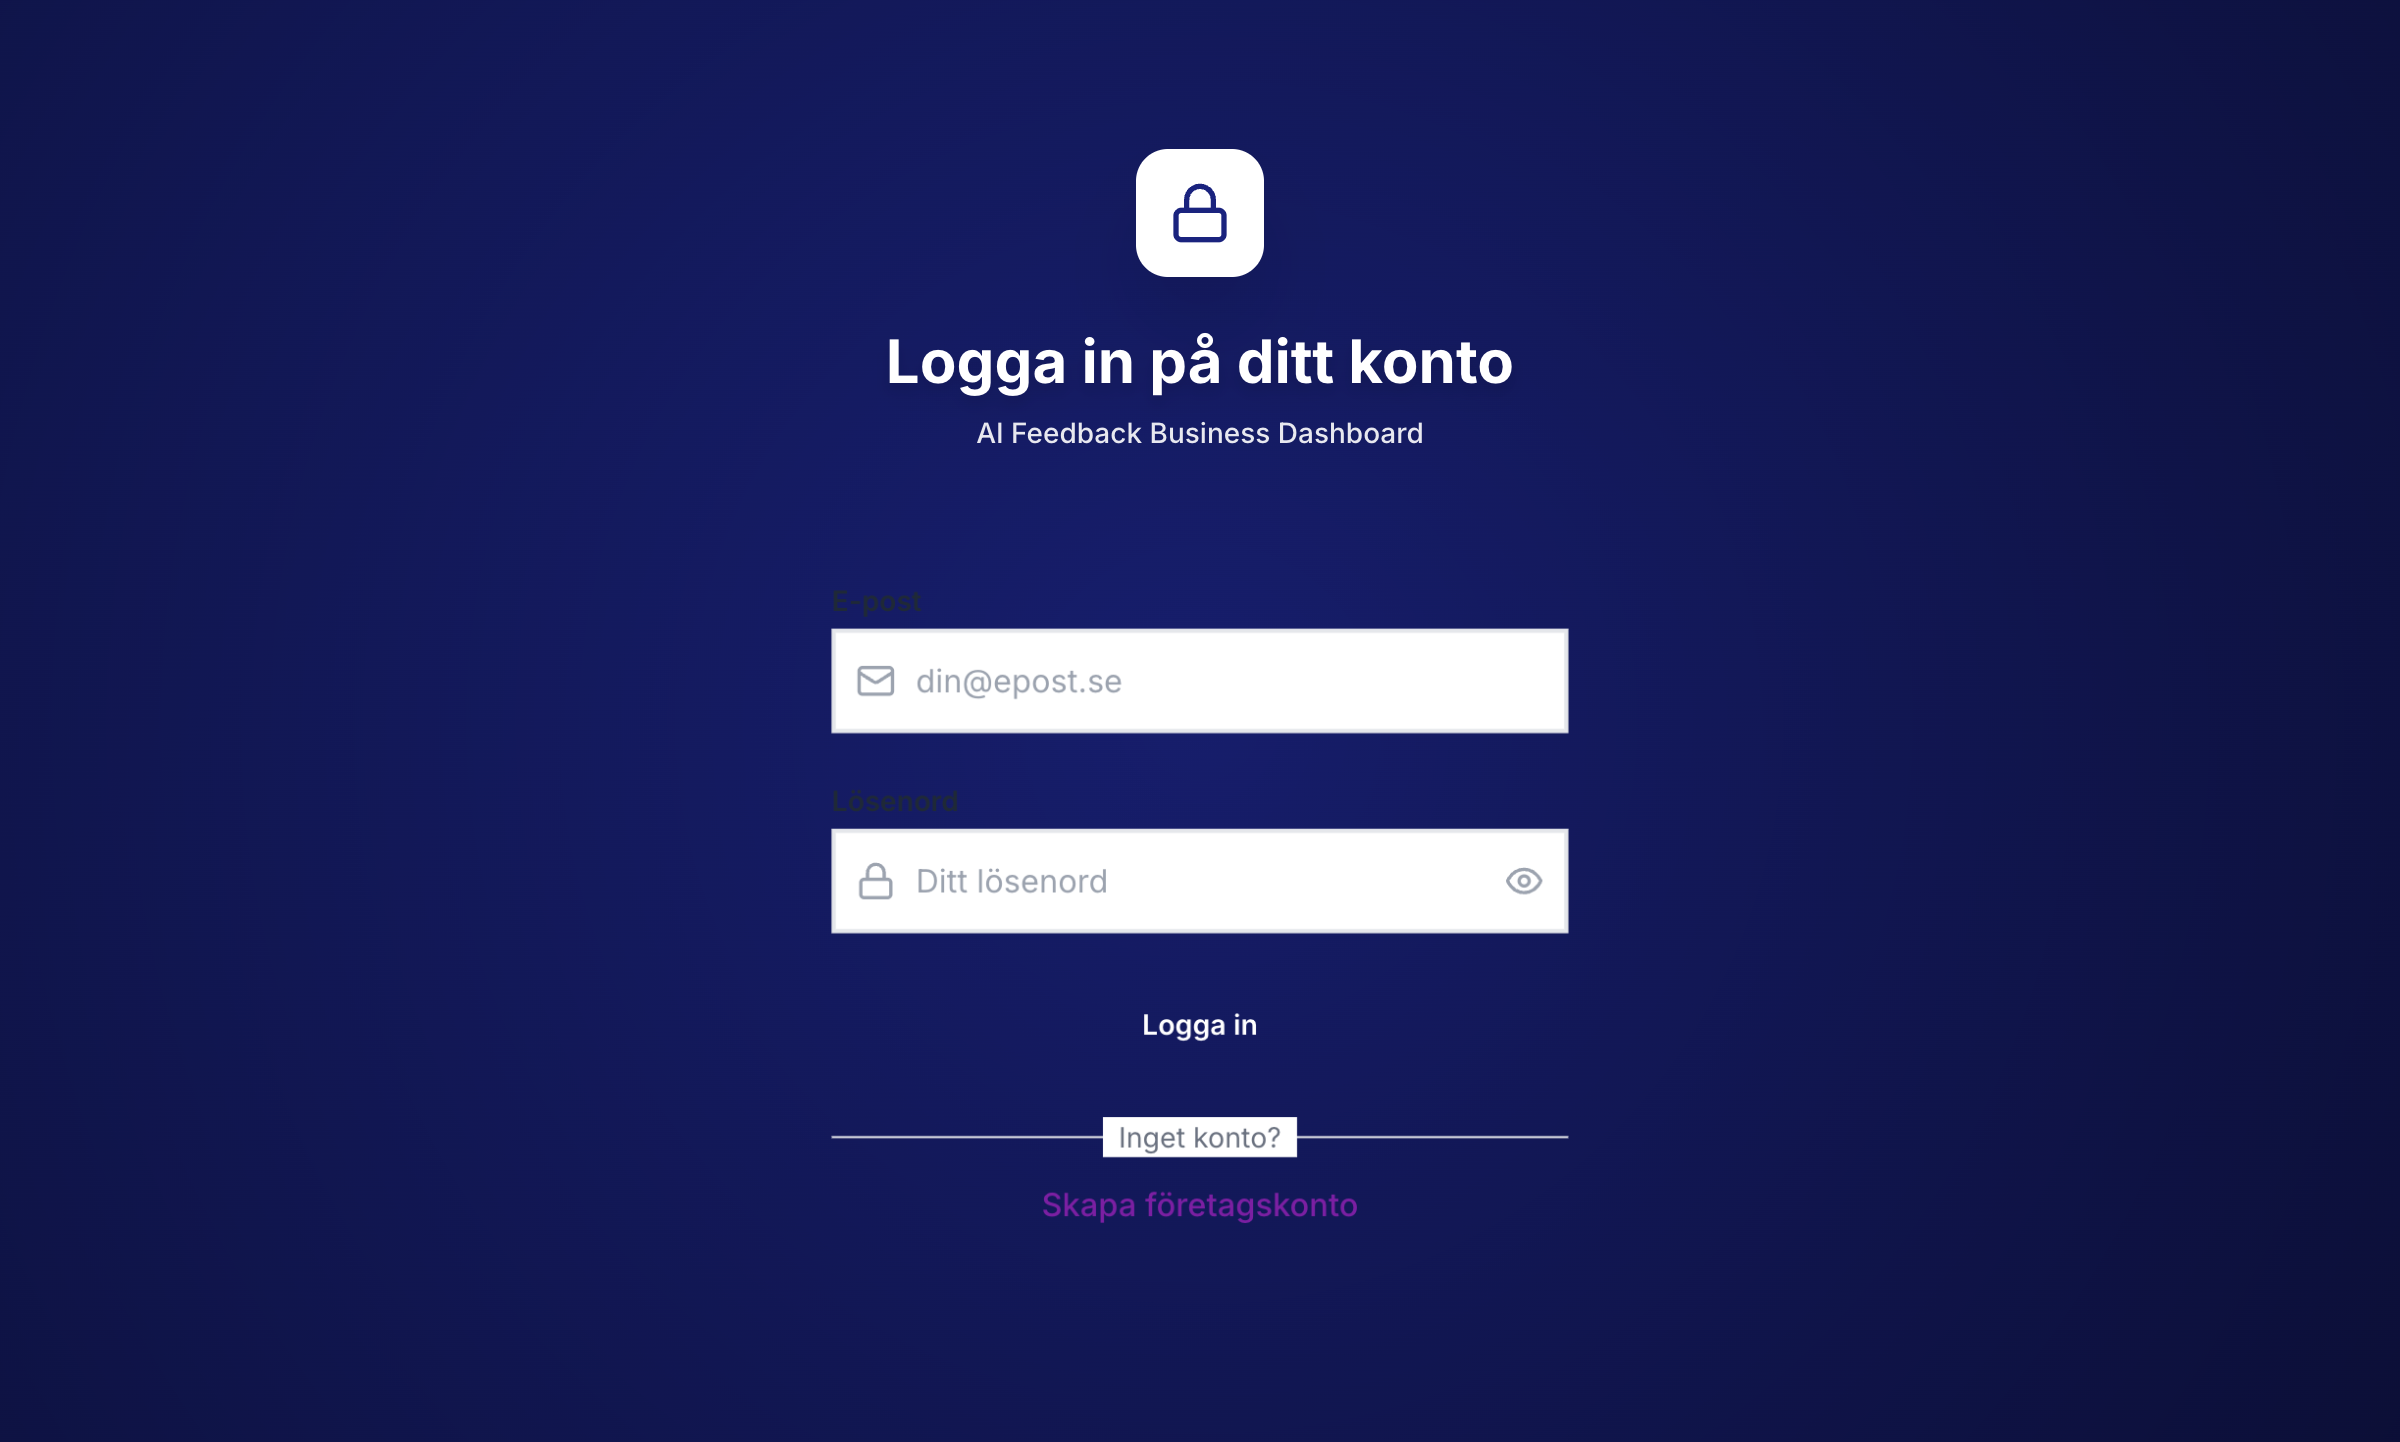 Logga in på ditt konto
AI Feedback Business Dashboard
E-post
din@epost.se
Lösenord
Ditt lösenord
Logga in
Inget konto?
Skapa företagskonto